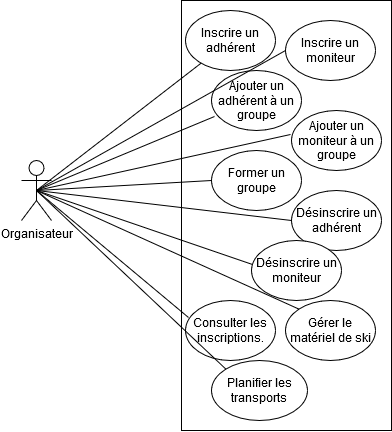 Inscrire un
adhérent
Inscrire un
moniteur
Ajouter un
adhérent à un
groupe
Ajouter un
moniteur à un
groupe
Former un
groupe
Désinscrire un
adhérent
Organisateur
Désinscrire un
moniteur
Consulter les
inscriptions.
Gérer le
matériel de ski
Planifier les
transports